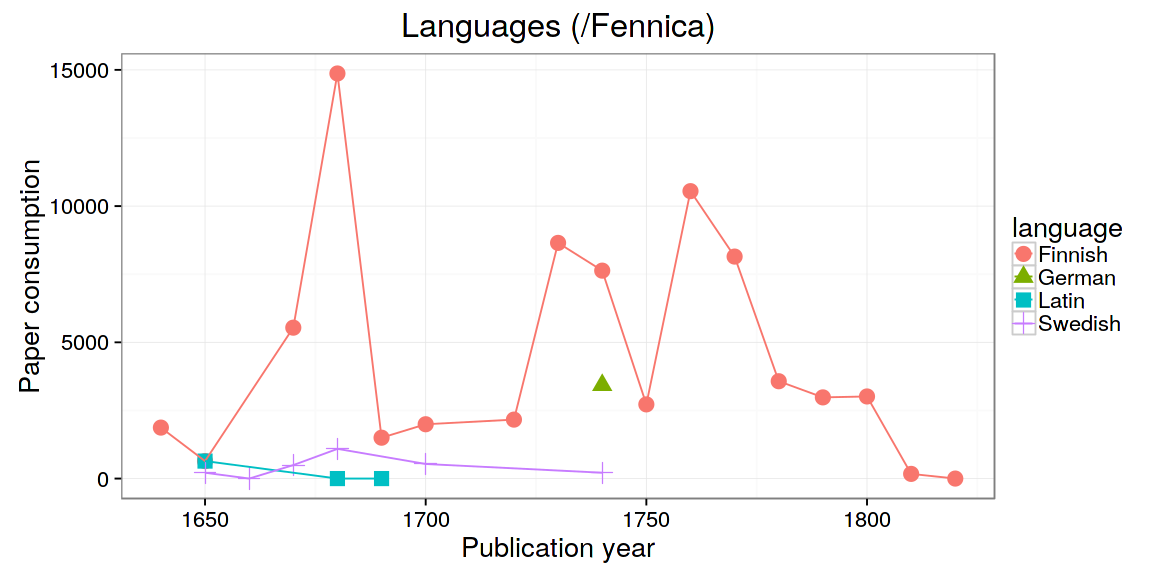 Languages (/Fennica)
15000
10000
5000
0
Paper consumption
1650 1700 1750 1800
Publication year
language
Finnish
German
Latin
Swedish